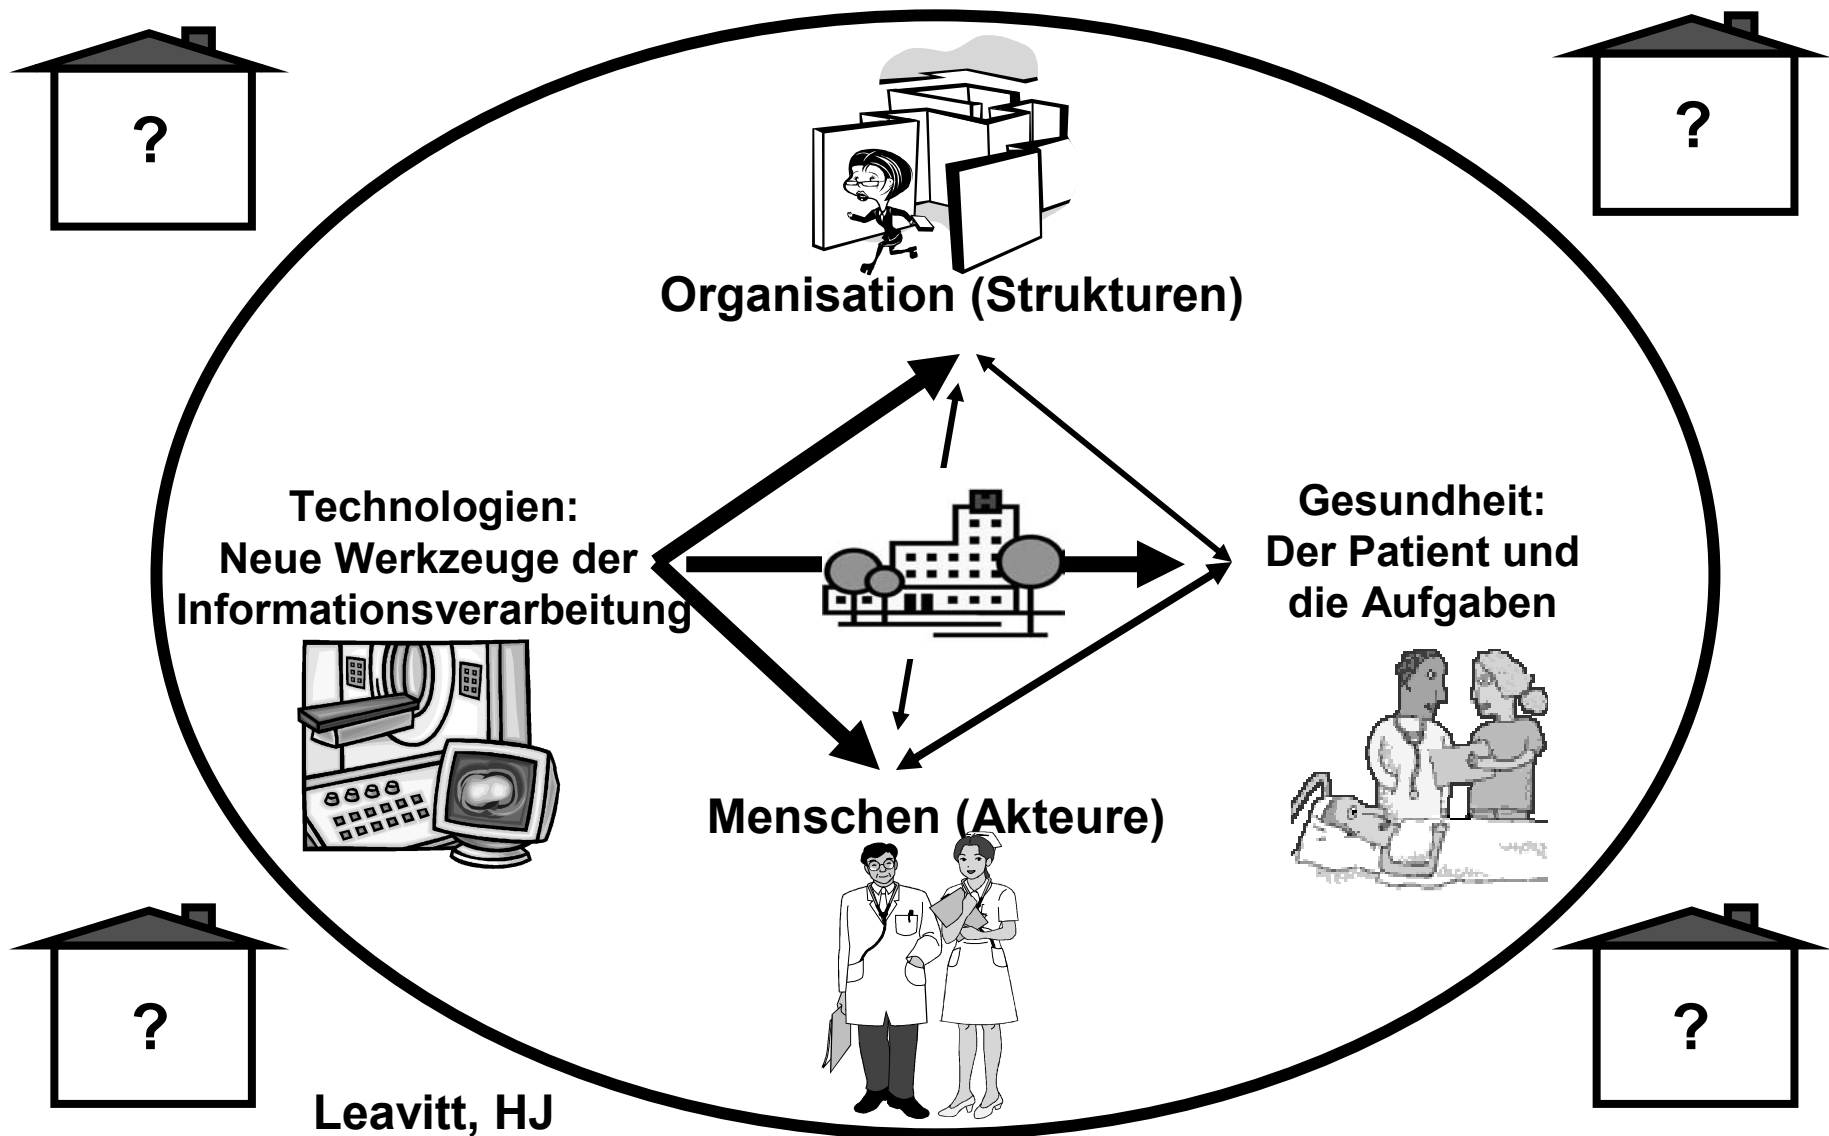 ?
?
Organisation (Strukturen)
Technologien:
Neue Werkzeuge der
Informationsverarbeitung
H
Gesundheit:
Der Patient und
die Aufgaben
Menschen (Akteure)
?
?
Leavitt, HJ